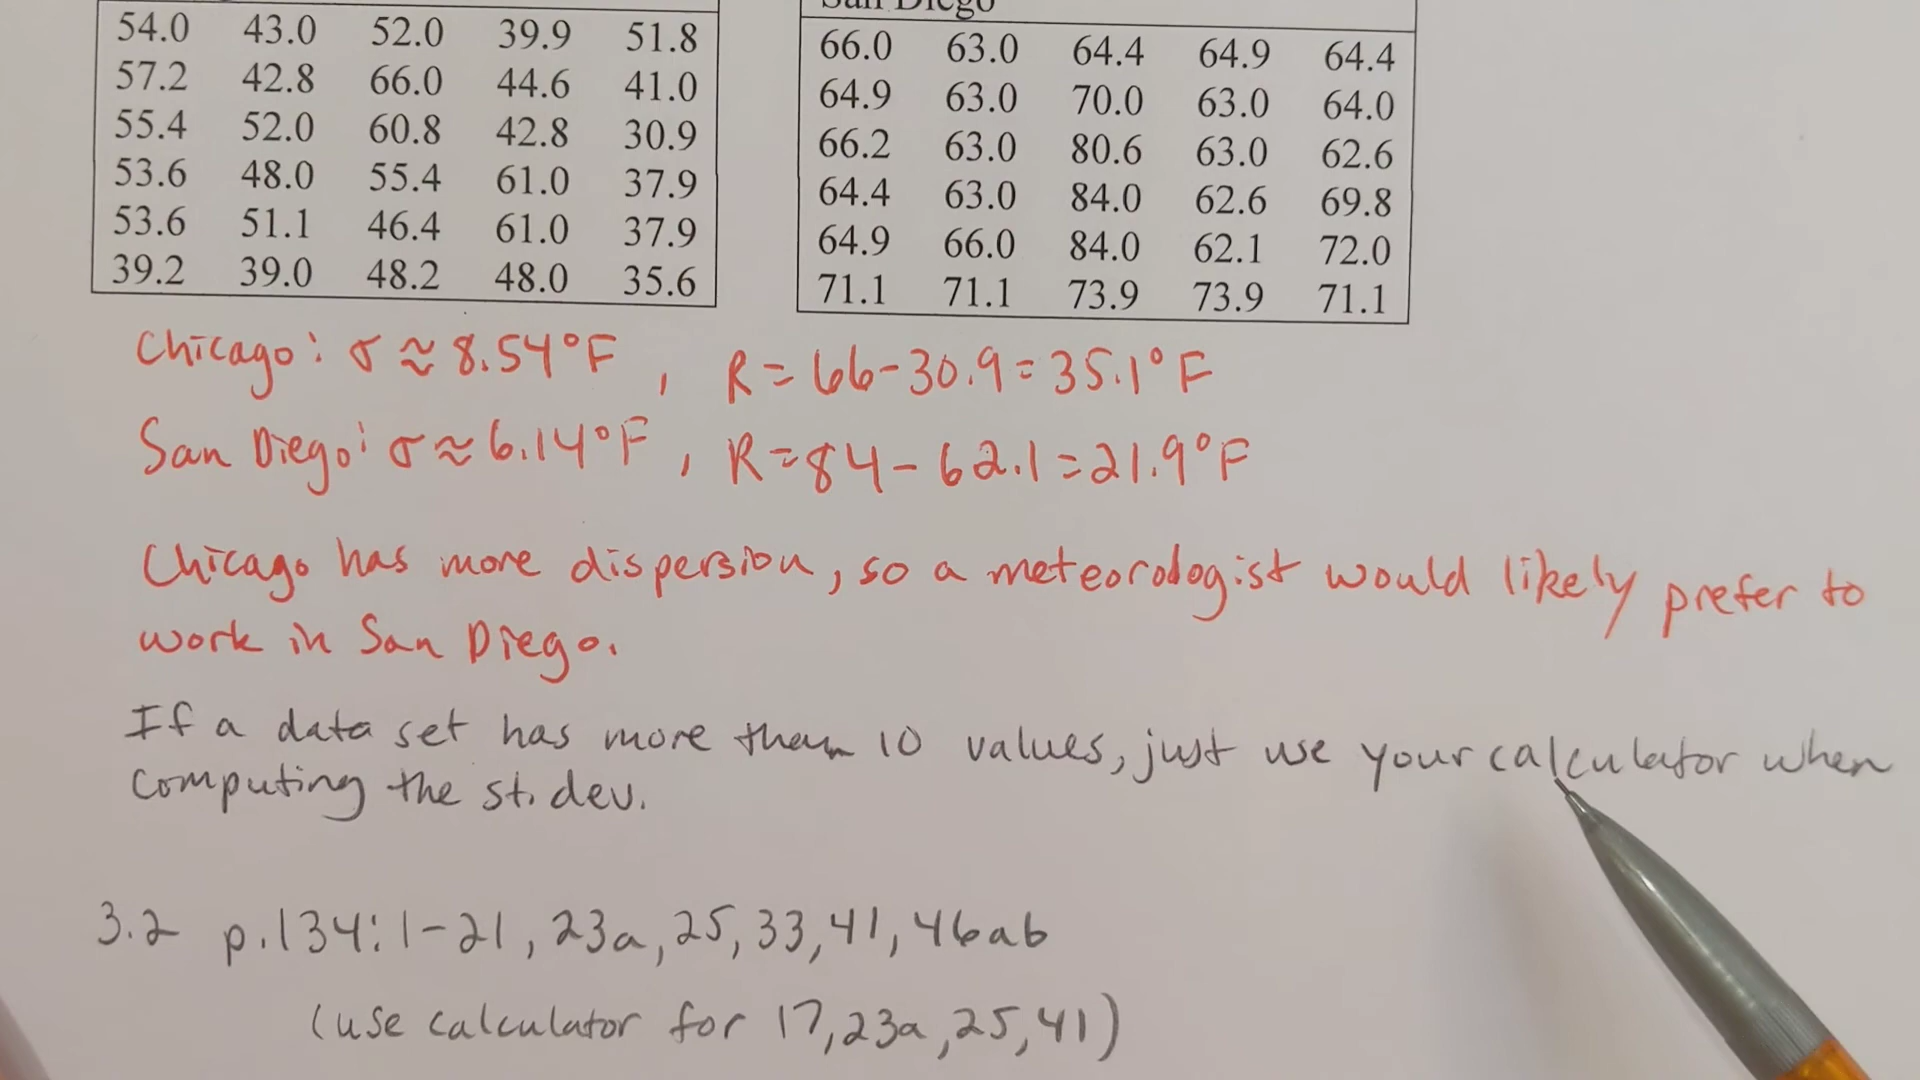 San Diego
54.0 43.0 52.0 39.9 51.8
57.2 42.8 66.0 44.6 41.0
55.4 52.0 60.8 42.8 30.9
53.6 48.0 55.4 61.0 37.9
53.6 51.1 46.4 61.0 37.9
39.2 39.0 48.2 48.0 35.6
66.0 63.0 64.4 64.9 64.4
64.9 63.0 70.0 63.0 64.0
66.2 63.0 80.6 63.0 62.6
64.4 63.0 84.0 62.6 69.8
64.9 66.0 84.0 62.1 72.0
71.1 71.1 73.9 73.9 71.1
Chicago: σ ≈ 8.54°F, R = 66-30.9 = 35.1°F
San Diego: σ ≈ 6.14°F, R = 84 - 62.1 = 21.9°F
Chicago has more dispersion, so a meteorologist would likely prefer to
work in San Diego.
If a data set has more than 10 values, just use your calculator when
computing the st. dev.
3.2 p.134: 1-21, 23a, 25, 33, 41, 46ab
(use calculator for 17, 23a, 25, 41)